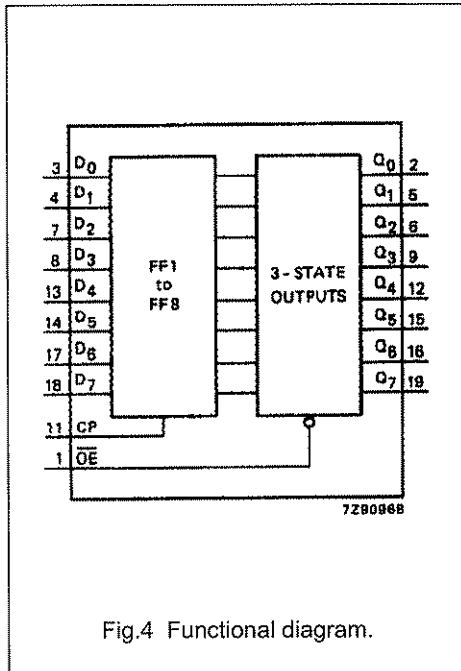 3 D0 Q0 2
4 D1 Q1 5
7 D2 Q2 6
8 D3 Q3 9
13 D4 FF1 to FF8 3-STATE OUTPUTS Q4 12
14 D5 Q5 15
17 D6 Q6 16
18 D7 Q7 19
11 CP
1 OE
7Z90968
Fig.4 Functional diagram.